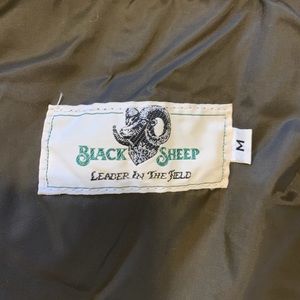 BLACK SHEEP
LEADER IN THE FIELD
M